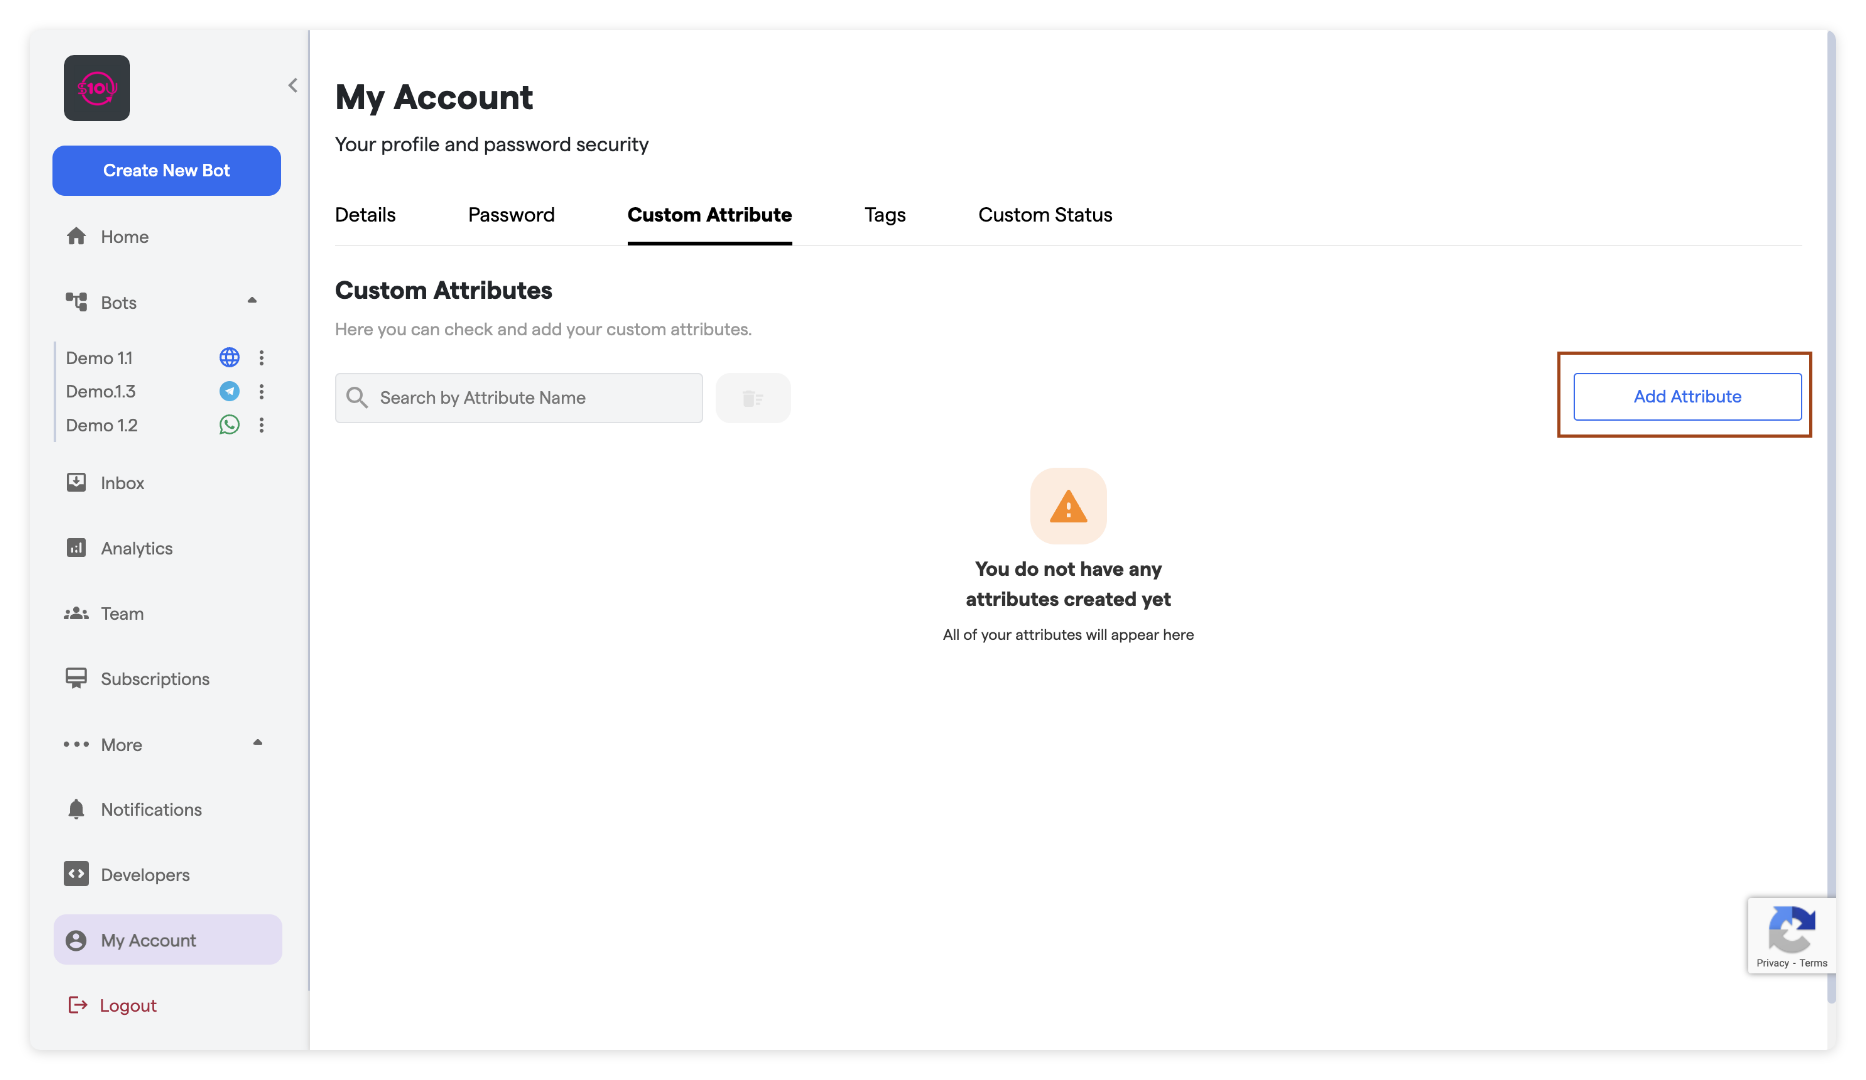 $10U
Create New Bot
Home
Bots
Demo 1.1
Demo.1.3
Demo 1.2
Inbox
Analytics
Team
Subscriptions
More
Notifications
Developers
My Account
Logout
My Account
Your profile and password security
Details Password Custom Attribute Tags Custom Status
Custom Attributes
Here you can check and add your custom attributes.
Search by Attribute Name
Add Attribute
You do not have any
attributes created yet
All of your attributes will appear here
Privacy - Terms